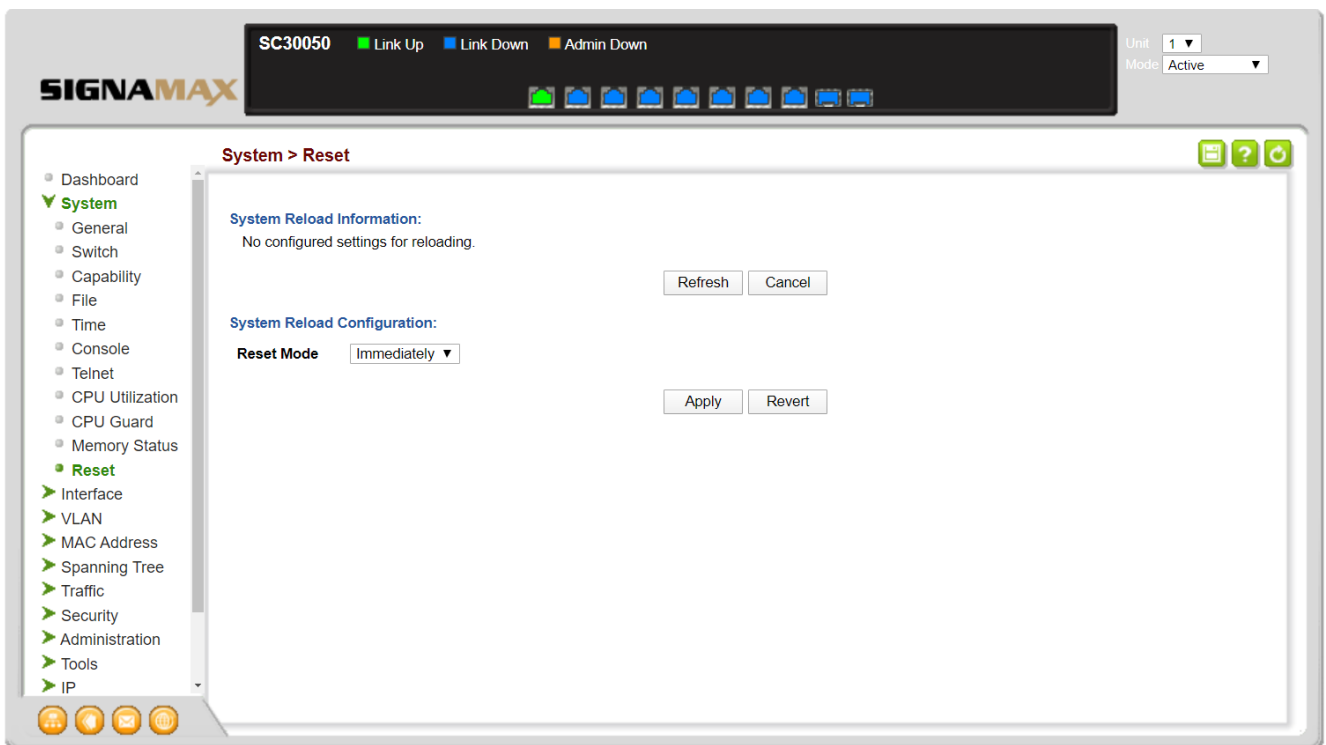 SC30050 Link Up Link Down Admin Down
Unit 1
Mode Active
SIGNAMAX
System > Reset
Dashboard
System
General
Switch
Capability
File
Time
Console
Telnet
CPU Utilization
CPU Guard
Memory Status
Reset
Interface
VLAN
MAC Address
Spanning Tree
Traffic
Security
Administration
Tools
IP
System Reload Information:
No configured settings for reloading.
Refresh Cancel
System Reload Configuration:
Reset Mode Immediately
Apply Revert